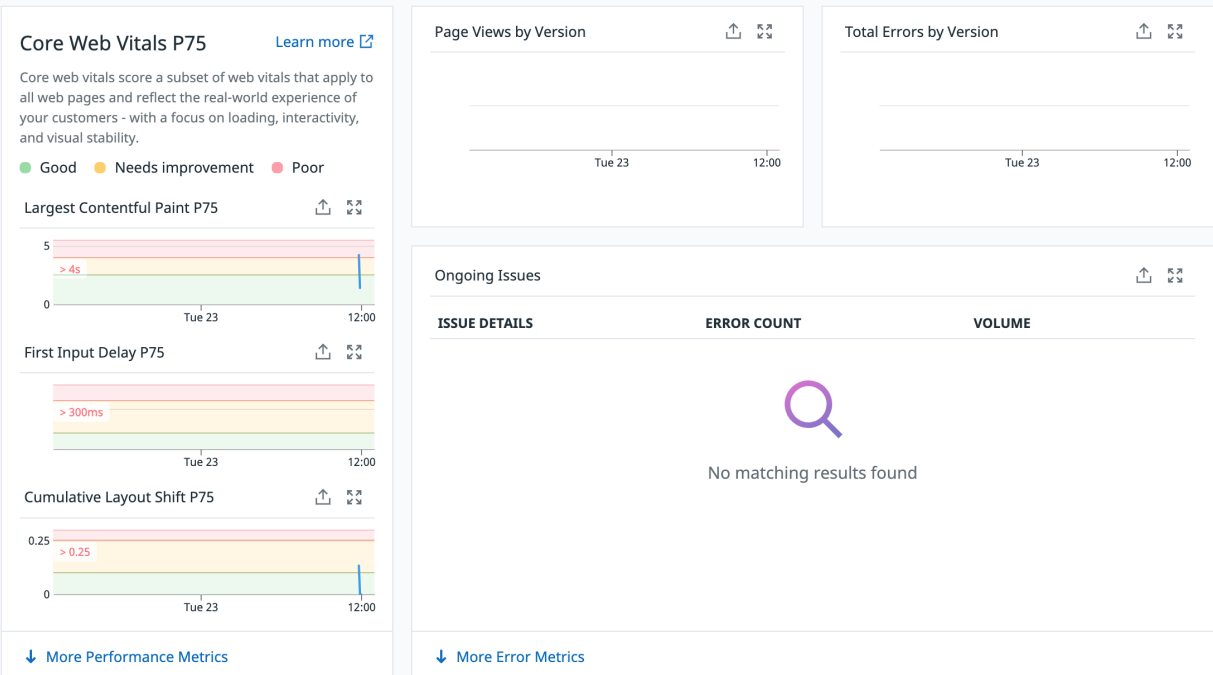 Core Web Vitals P75
Learn more
Core web vitals score a subset of web vitals that apply to
all web pages and reflect the real-world experience of
your customers - with a focus on loading, interactivity,
and visual stability.
Good
Needs improvement
Poor
Largest Contentful Paint P75
5
> 4s
0
Tue 23
12:00
First Input Delay P75
> 300ms
Tue 23
12:00
Cumulative Layout Shift P75
0.25
> 0.25
0
Tue 23
12:00
More Performance Metrics
Page Views by Version
Tue 23
12:00
Total Errors by Version
Tue 23
12:00
Ongoing Issues
ISSUE DETAILS
ERROR COUNT
VOLUME
No matching results found
More Error Metrics